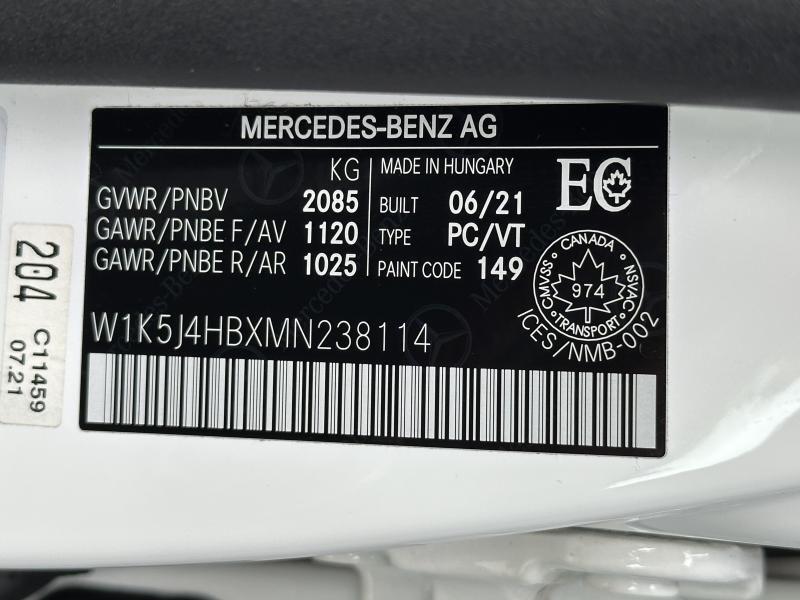 MERCEDES-BENZ AG
KG
GVWR/PNBV 2085
GAWR/PNBE F/AV 1120
GAWR/PNBE R/AR 1025
MADE IN HUNGARY
BUILT 06/21
TYPE PC/VT
PAINT CODE 149
EC
CANADA
CMVSS 974 NSVAC
TRANSPORT
ICES/NMB-002
W1K5J4HBXMN238114
204
C11459
07.21